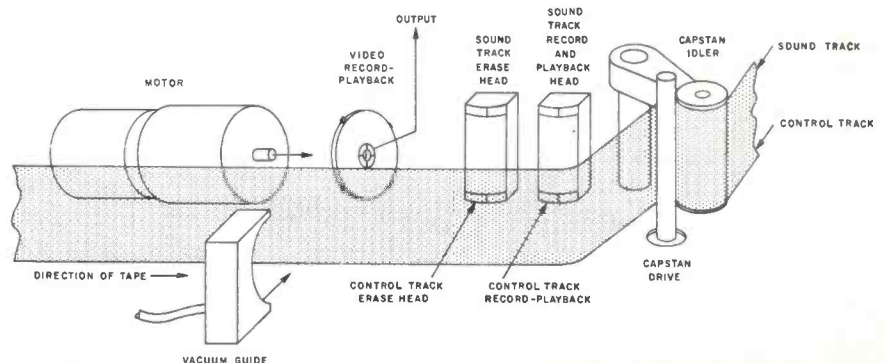 OUTPUT
SOUND
TRACK
ERASE
HEAD
SOUND
TRACK
RECORD
AND
PLAYBACK
HEAD
VIDEO
RECORD-
PLAYBACK
MOTOR
CAPSTAN
IDLER
SOUND TRACK
CONTROL TRACK
DIRECTION OF TAPE
CONTROL TRACK
ERASE HEAD
CONTROL TRACK
RECORD-PLAYBACK
CAPSTAN
DRIVE
VACUUM GUIDE